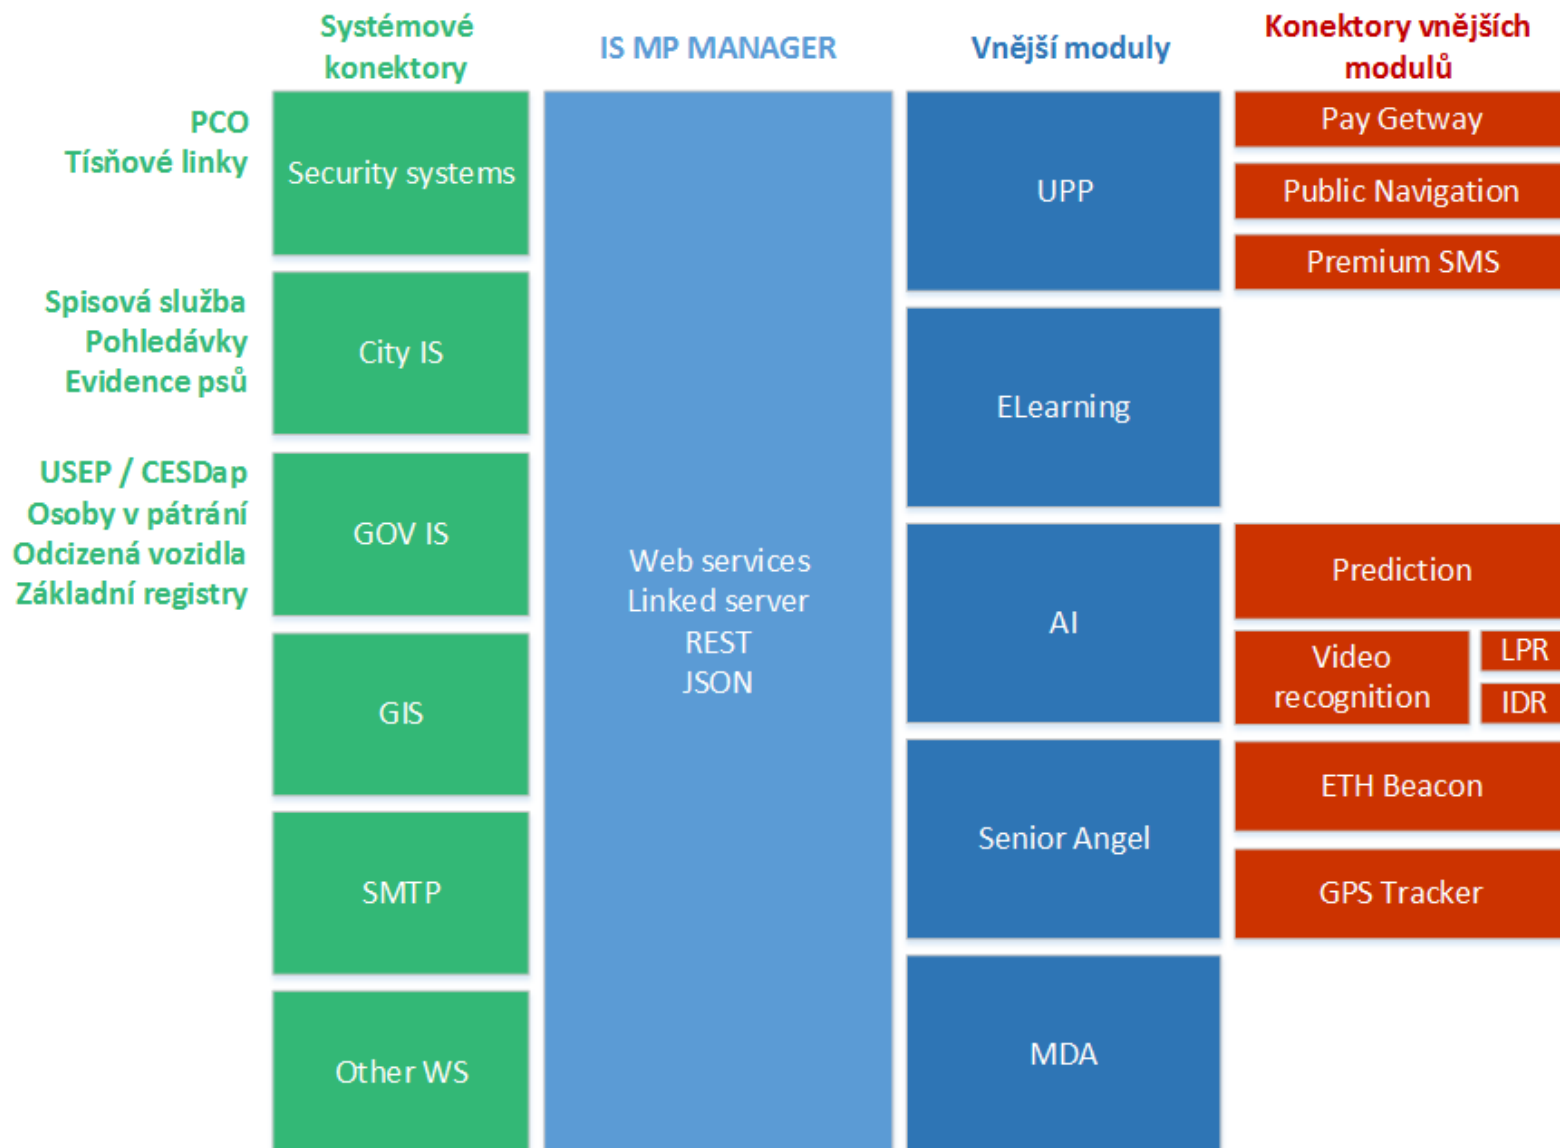 Systémové
konektory
IS MP MANAGER
Vnější moduly
Konektory vnějších
modulů
PCO
Tísňové linky
Security systems
Spisová služba
Pohledávky
Evidence psů
City IS
USEP / CESDap
Osoby v pátrání
Odcizená vozidla
Základní registry
GOV IS
GIS
SMTP
Other WS
Web services
Linked server
REST
JSON
UPP
ELearning
AI
Senior Angel
MDA
Pay Getway
Public Navigation
Premium SMS
Prediction
Video
recognition
LPR
IDR
ETH Beacon
GPS Tracker